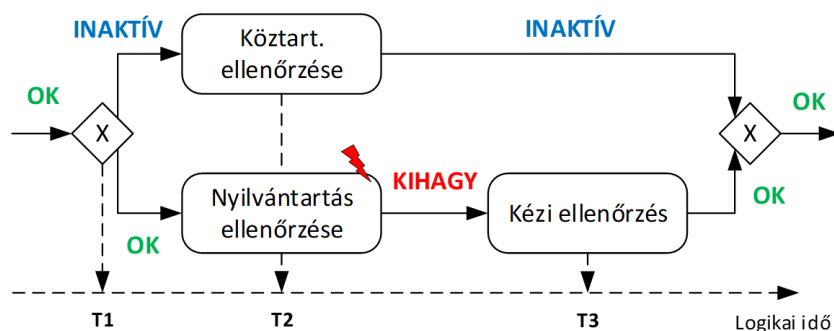 INAKTÍV
Köztart.
ellenőrzése
INAKTÍV
OK
X
OK
X
Nyilvántartás
ellenőrzése
KIHAGY
Kézi ellenőrzés
OK
OK
T1
T2
T3
Logikai idő